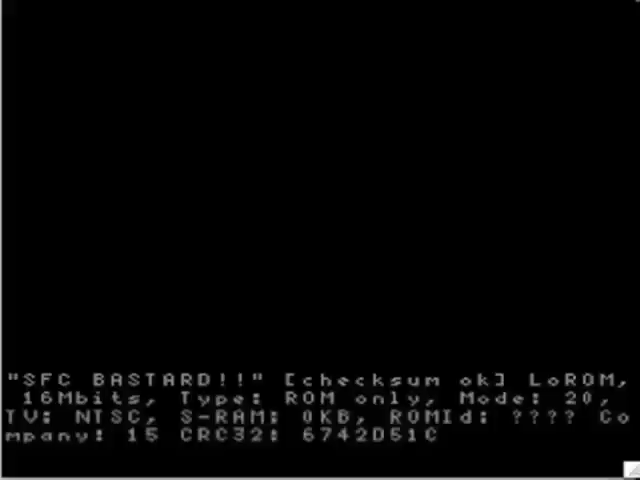 "SFC BASTARD!!" [checksum ok] LoROM,
16Mbits, Type: ROM only, Mode: 20,
TV: NTSC, S-RAM: 0KB, ROMId: ???? Co
mpany: 15 CRC32: 6742D51C